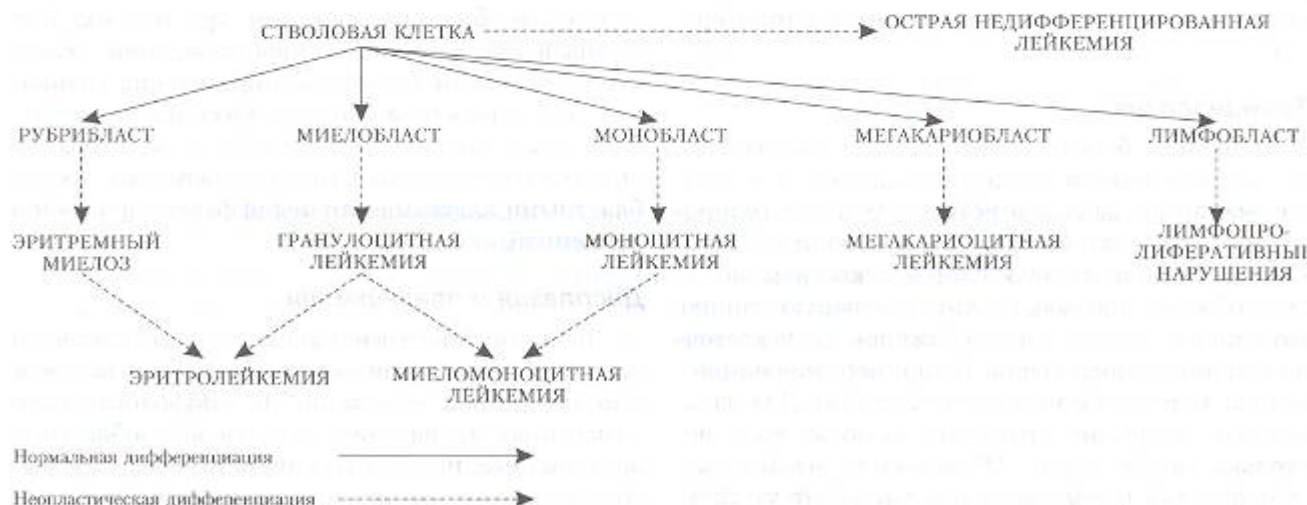 СТВОЛОВАЯ КЛЕТКА
ОСТРАЯ НЕДИФФЕРЕНЦИРОВАННАЯ
ЛЕЙКЕМИЯ
РУБРИБЛАСТ
МИЕЛОБЛАСТ
МОНОБЛАСТ
МЕГАКАРИОБЛАСТ
ЛИМФОБЛАСТ
ЭРИТРЕМНЫЙ
МИЕЛОЗ
ГРАНУЛОЦИТНАЯ
ЛЕЙКЕМИЯ
МОНОЦИТНАЯ
ЛЕЙКЕМИЯ
МЕГАКАРИОЦИТНАЯ
ЛЕЙКЕМИЯ
ЛИМФОПРО-
ЛИФЕРАТИВНЫЕ
НАРУШЕНИЯ
ЭРИТРОЛЕЙКЕМИЯ
МИЕЛОМОНОЦИТНАЯ
ЛЕЙКЕМИЯ
Нормальная дифференциация
Неопластическая дифференциация